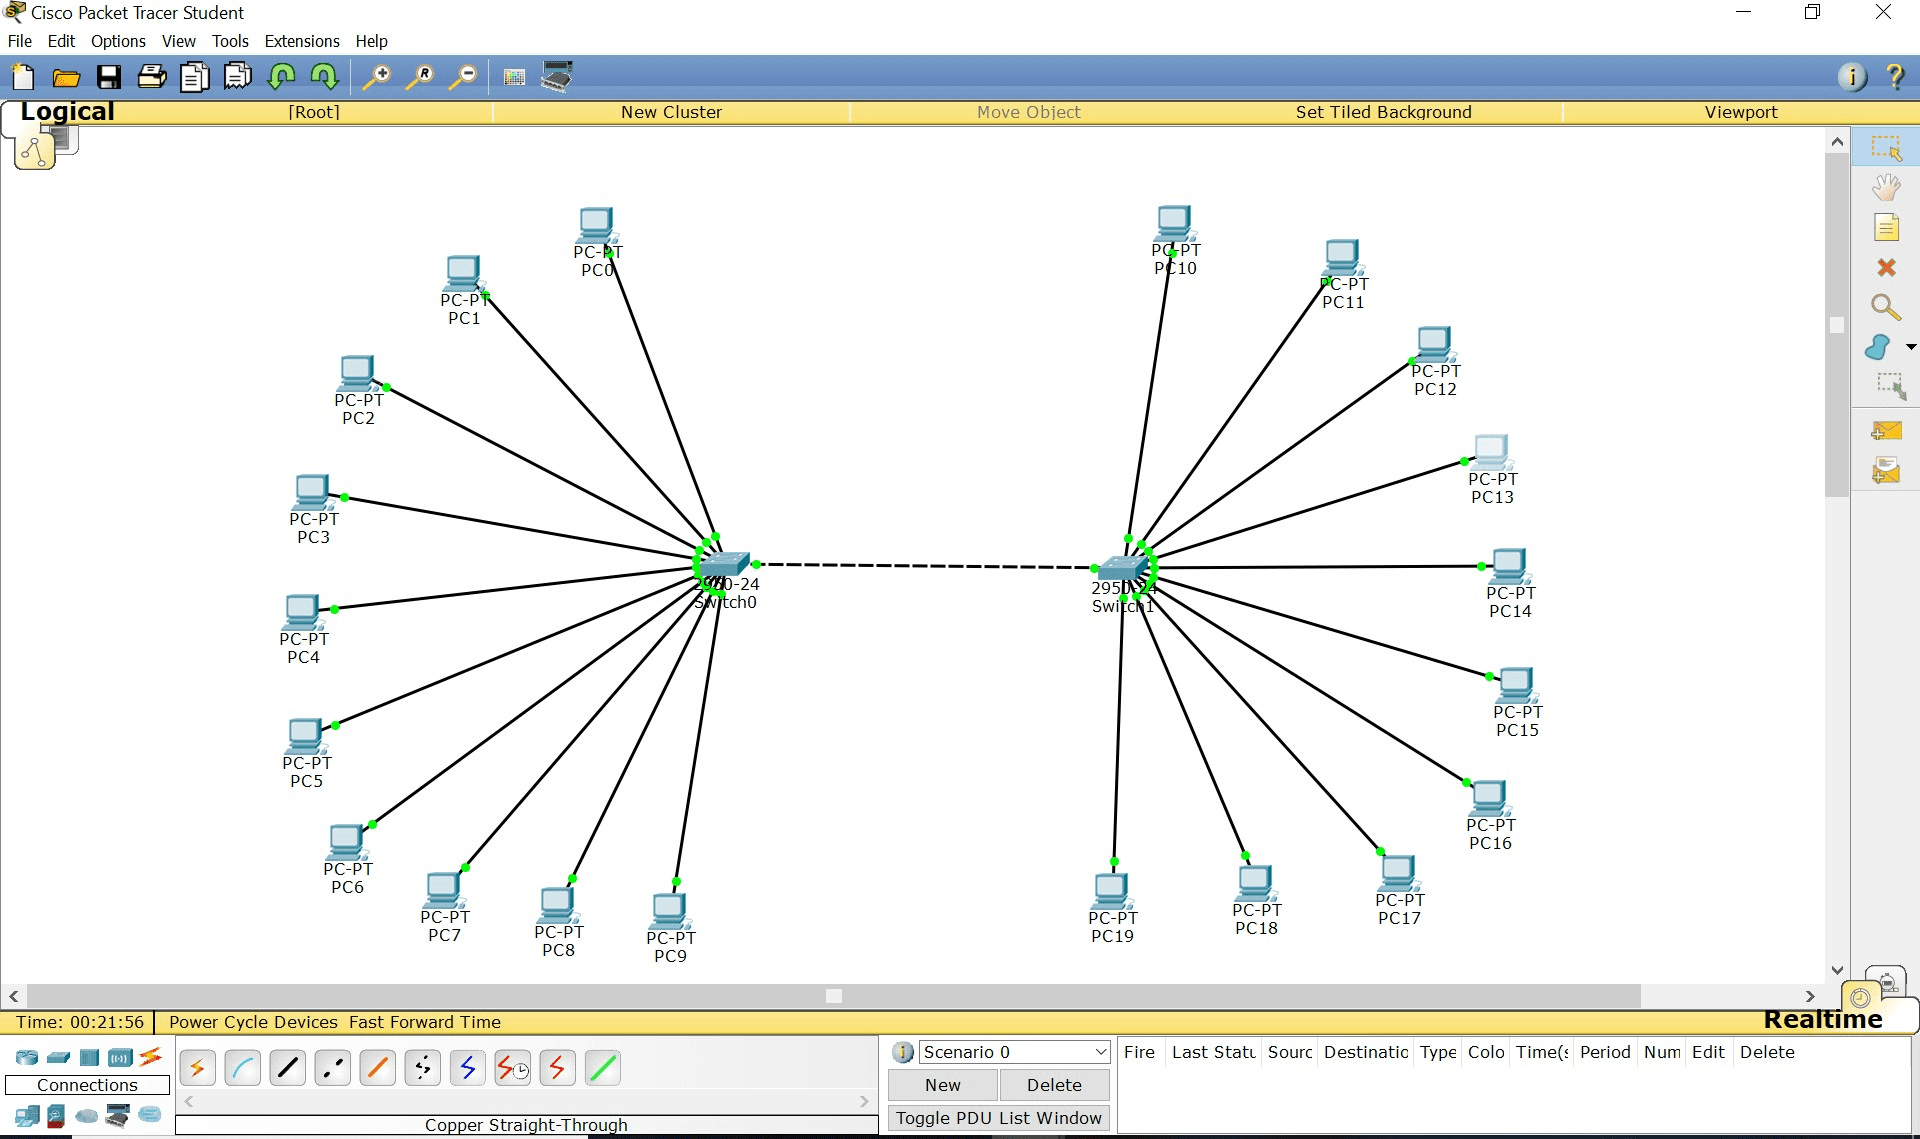 Cisco Packet Tracer Student
File Edit Options View Tools Extensions Help
Logical [Root] New Cluster Move Object Set Tiled Background Viewport
PC-PT
PC0
PC-PT
PC1
PC-PT
PC2
PC-PT
PC3
PC-PT
PC4
PC-PT
PC5
PC-PT
PC6
PC-PT
PC7
PC-PT
PC8
PC-PT
PC9
2950-24
Switch0
2950-24
Switch1
PC-PT
PC10
PC-PT
PC11
PC-PT
PC12
PC-PT
PC13
PC-PT
PC14
PC-PT
PC15
PC-PT
PC16
PC-PT
PC17
PC-PT
PC18
PC-PT
PC19
Time: 00:21:56 Power Cycle Devices Fast Forward Time
Realtime
Connections
Copper Straight-Through
Scenario 0
New Delete
Toggle PDU List Window
Fire Last Statu Sourc Destinatic Type Colo Time(s Period Num Edit Delete